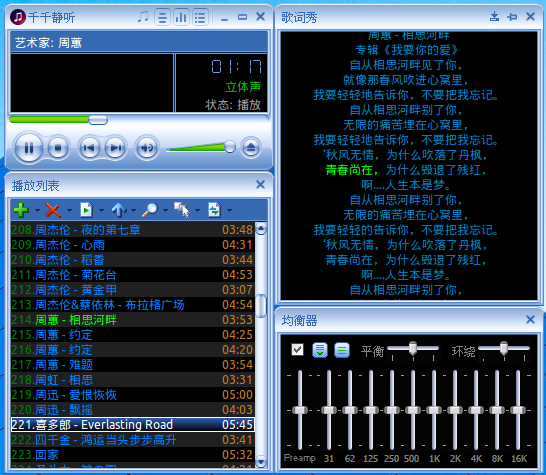 千千静听
艺术家: 周蕙
01:17
立体声
状态: 播放
播放列表
208.周杰伦 - 夜的第七章 03:48
209.周杰伦 - 心雨 04:31
210.周杰伦 - 稻香 03:44
211.周杰伦 - 菊花台 04:53
212.周杰伦 - 黄金甲 03:07
213.周杰伦&蔡依林 - 布拉格广场 04:54
214.周蕙 - 相思河畔 03:53
215.周蕙 - 约定 04:25
216.周蕙 - 约定 04:20
217.周蕙 - 难题 03:54
218.周虹 - 相思 03:31
219.周迅 - 爱恨恢恢 05:00
220.周迅 - 飘摇 04:03
221.喜多郎 - Everlasting Road 05:45
222.四千金 - 鸿运当头步步高升 03:41
223.回家 05:32
歌词秀
周蕙 - 相思河畔
专辑《我要你的爱》
自从相思河畔见了你，
就像那春风吹进心窝里，
我要轻轻地告诉你，不要把我忘记。
自从相思河畔别了你，
无限的痛苦埋在心窝里，
我要轻轻地告诉你，不要把我忘记。
'秋风无情，为什么吹落了丹枫，
青春尚在，为什么毁退了残红，
啊....人生本是梦。
自从相思河畔别了你，
无限的痛苦埋在心窝里，
我要轻轻的告诉你，不要把我忘记。
'秋风无情，为什么吹落了丹枫，
青春尚在，为什么毁退了残红，
啊....人生本是梦。
自从相思河畔别了你，
均衡器
平衡 环绕
Preamp 31 62 125 250 500 1K 2K 4K 8K 16K